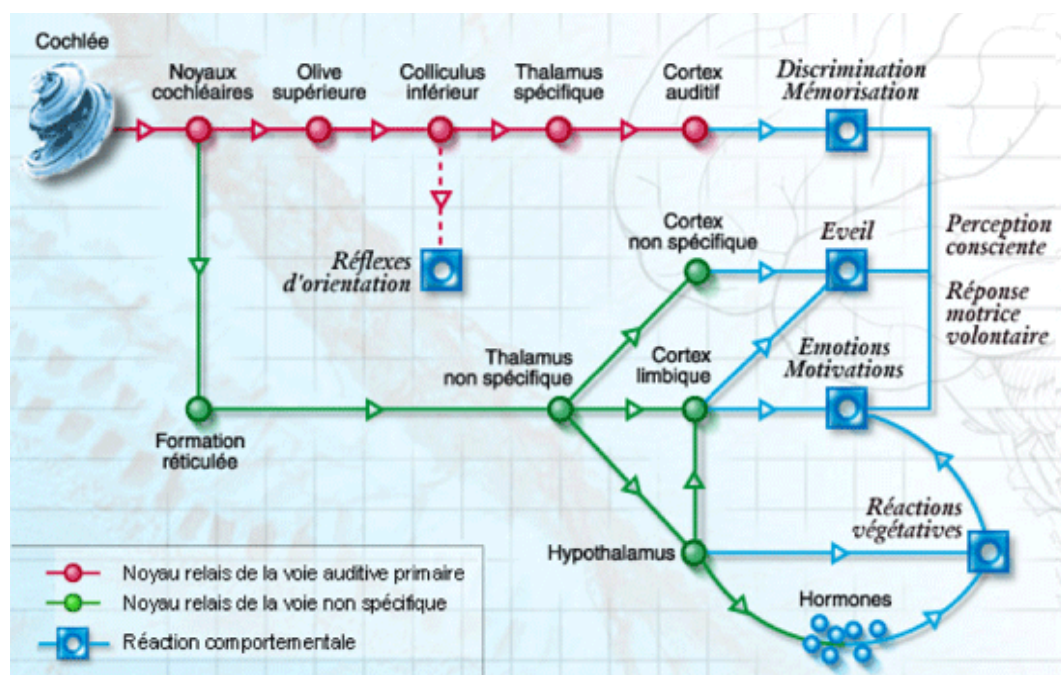 Cochlée
Noyaux
cochléaires
Olive
supérieure
Colliculus
inférieur
Thalamus
spécifique
Cortex
auditif
Discrimination
Mémorisation
Réflexes
d'orientation
Cortex
non spécifique
Eveil
Perception
consciente
Réponse
motrice
volontaire
Thalamus
non spécifique
Cortex
limbique
Emotions
Motivations
Formation
réticulée
Hypothalamus
Réactions
végétatives
Hormones
Noyau relais de la voie auditive primaire
Noyau relais de la voie non spécifique
Réaction comportementale